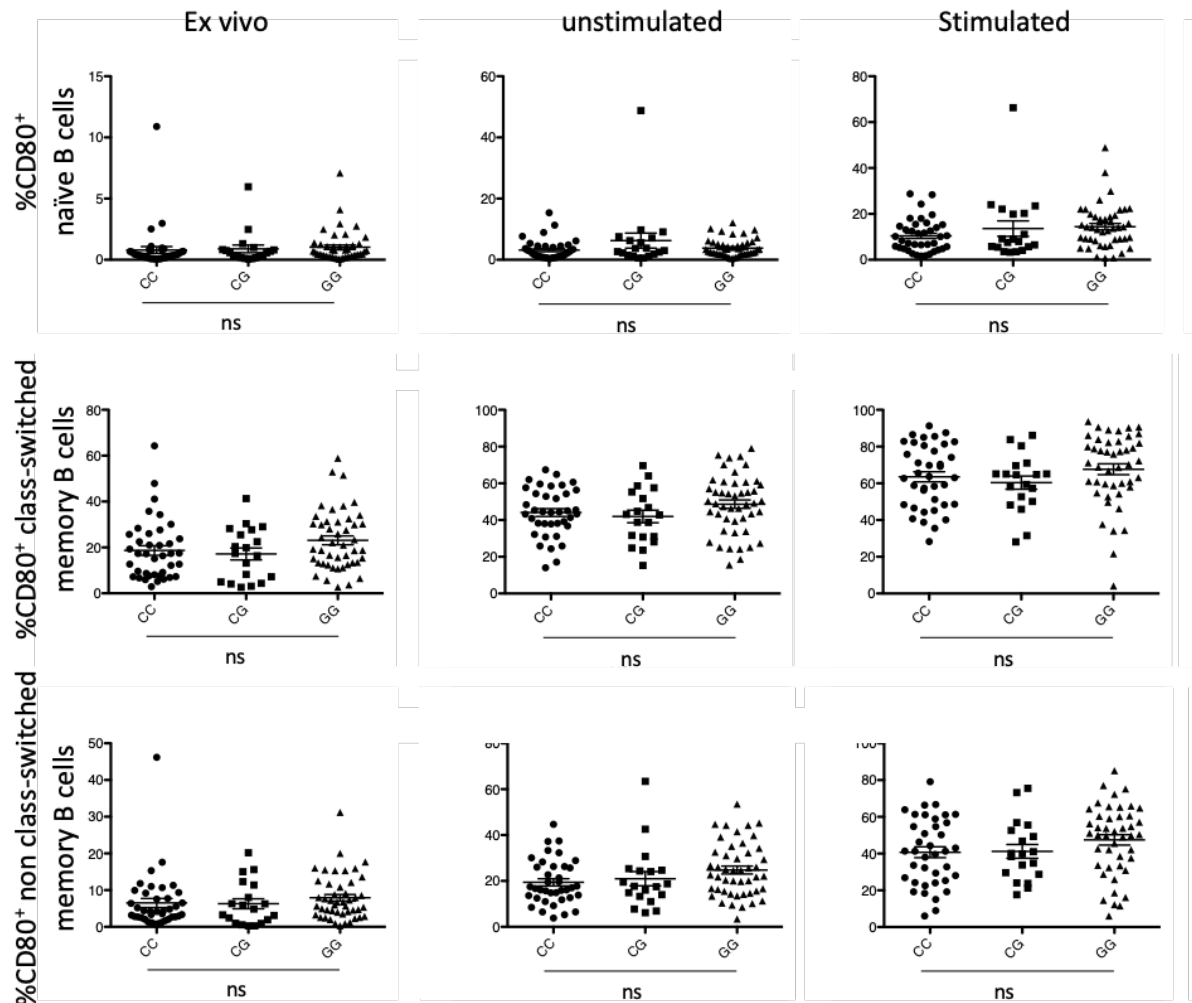 Ex vivo unstimulated Stimulated
%CD80+
naïve B cells
15
10
5
0
CC CG GG
ns
60
40
20
0
CC CG GG
ns
80
60
40
20
0
CC CG GG
ns
%CD80+ class-switched
memory B cells
80
60
40
20
0
CC CG GG
ns
100
80
60
40
20
0
CC CG GG
ns
100
80
60
40
20
0
CC CG GG
ns
%CD80+ non class-switched
memory B cells
50
40
30
20
10
0
CC CG GG
ns
80
60
40
20
0
CC CG GG
ns
100
80
60
40
20
0
CC CG GG
ns